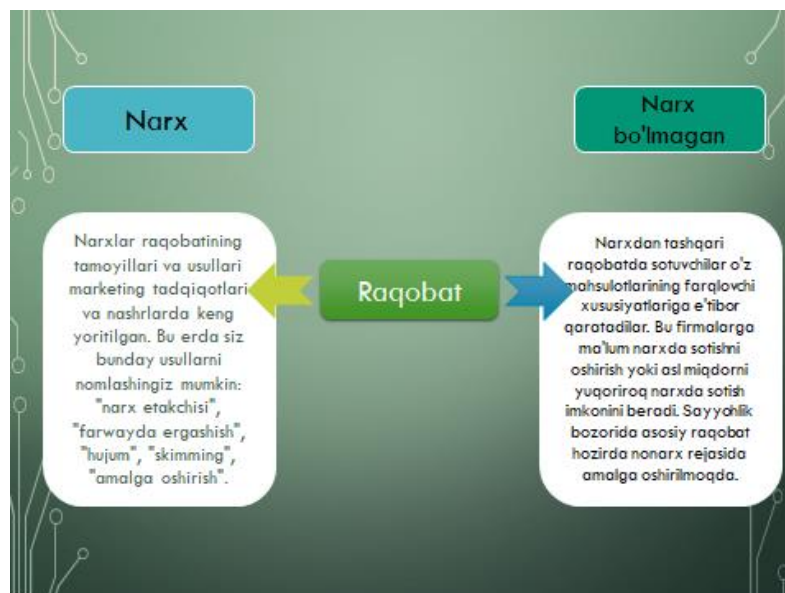 Narx
Narxlar raqobatining
tamoyillari va usullari
marketing tadqiqotlari
va nashrlarda keng
yoritilgan. Bu erda siz
bunday usullarni
nomlashingiz mumkin:
"narx etakchisi",
"farwayda ergashish",
"hujum", "skimming",
"amalga oshirish".
Raqobat
Narx
bo'lmagan
Narxdan tashqari
raqobatda sotuvchilar o'z
mahsulotlarining farqlovchi
xususiyatlariga e'tibor
qaratadilar. Bu firmalarga
ma'lum narxda sotishni
oshirish yoki asl miqdorni
yuqoriroq narxda sotish
imkonini beradi. Sayyohlik
bozorida asosiy raqobat
hozirda nonarx rejasida
amalga oshirilmoqda.